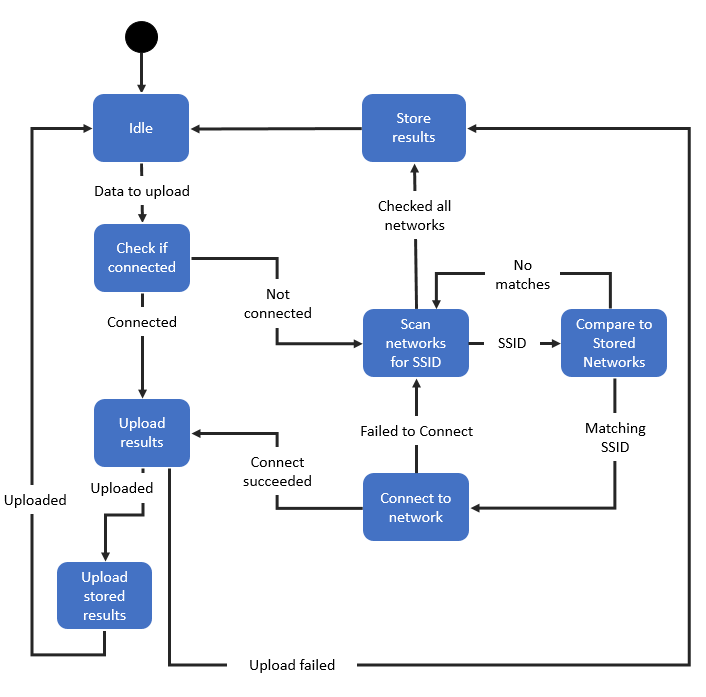 Idle
Store
results
Data to upload
Checked all
networks
Check if
connected
No
matches
Not
connected
Connected
Scan
networks
for SSID
SSID
Compare to
Stored
Networks
Upload
results
Failed to Connect
Matching
SSID
Connect
succeeded
Uploaded
Uploaded
Connect to
network
Upload
stored
results
Upload failed